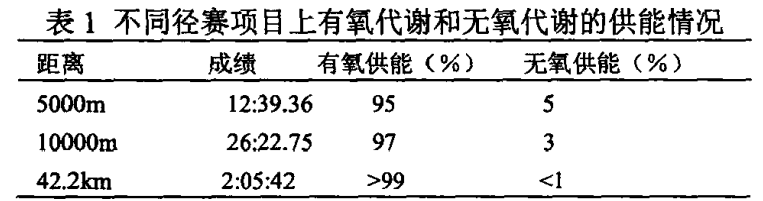 表1 不同径赛项目上有氧代谢和无氧代谢的供能情况
距离 成绩 有氧供能（%） 无氧供能（%）
5000m 12:39.36 95 5
10000m 26:22.75 97 3
42.2km 2:05:42 >99 <1